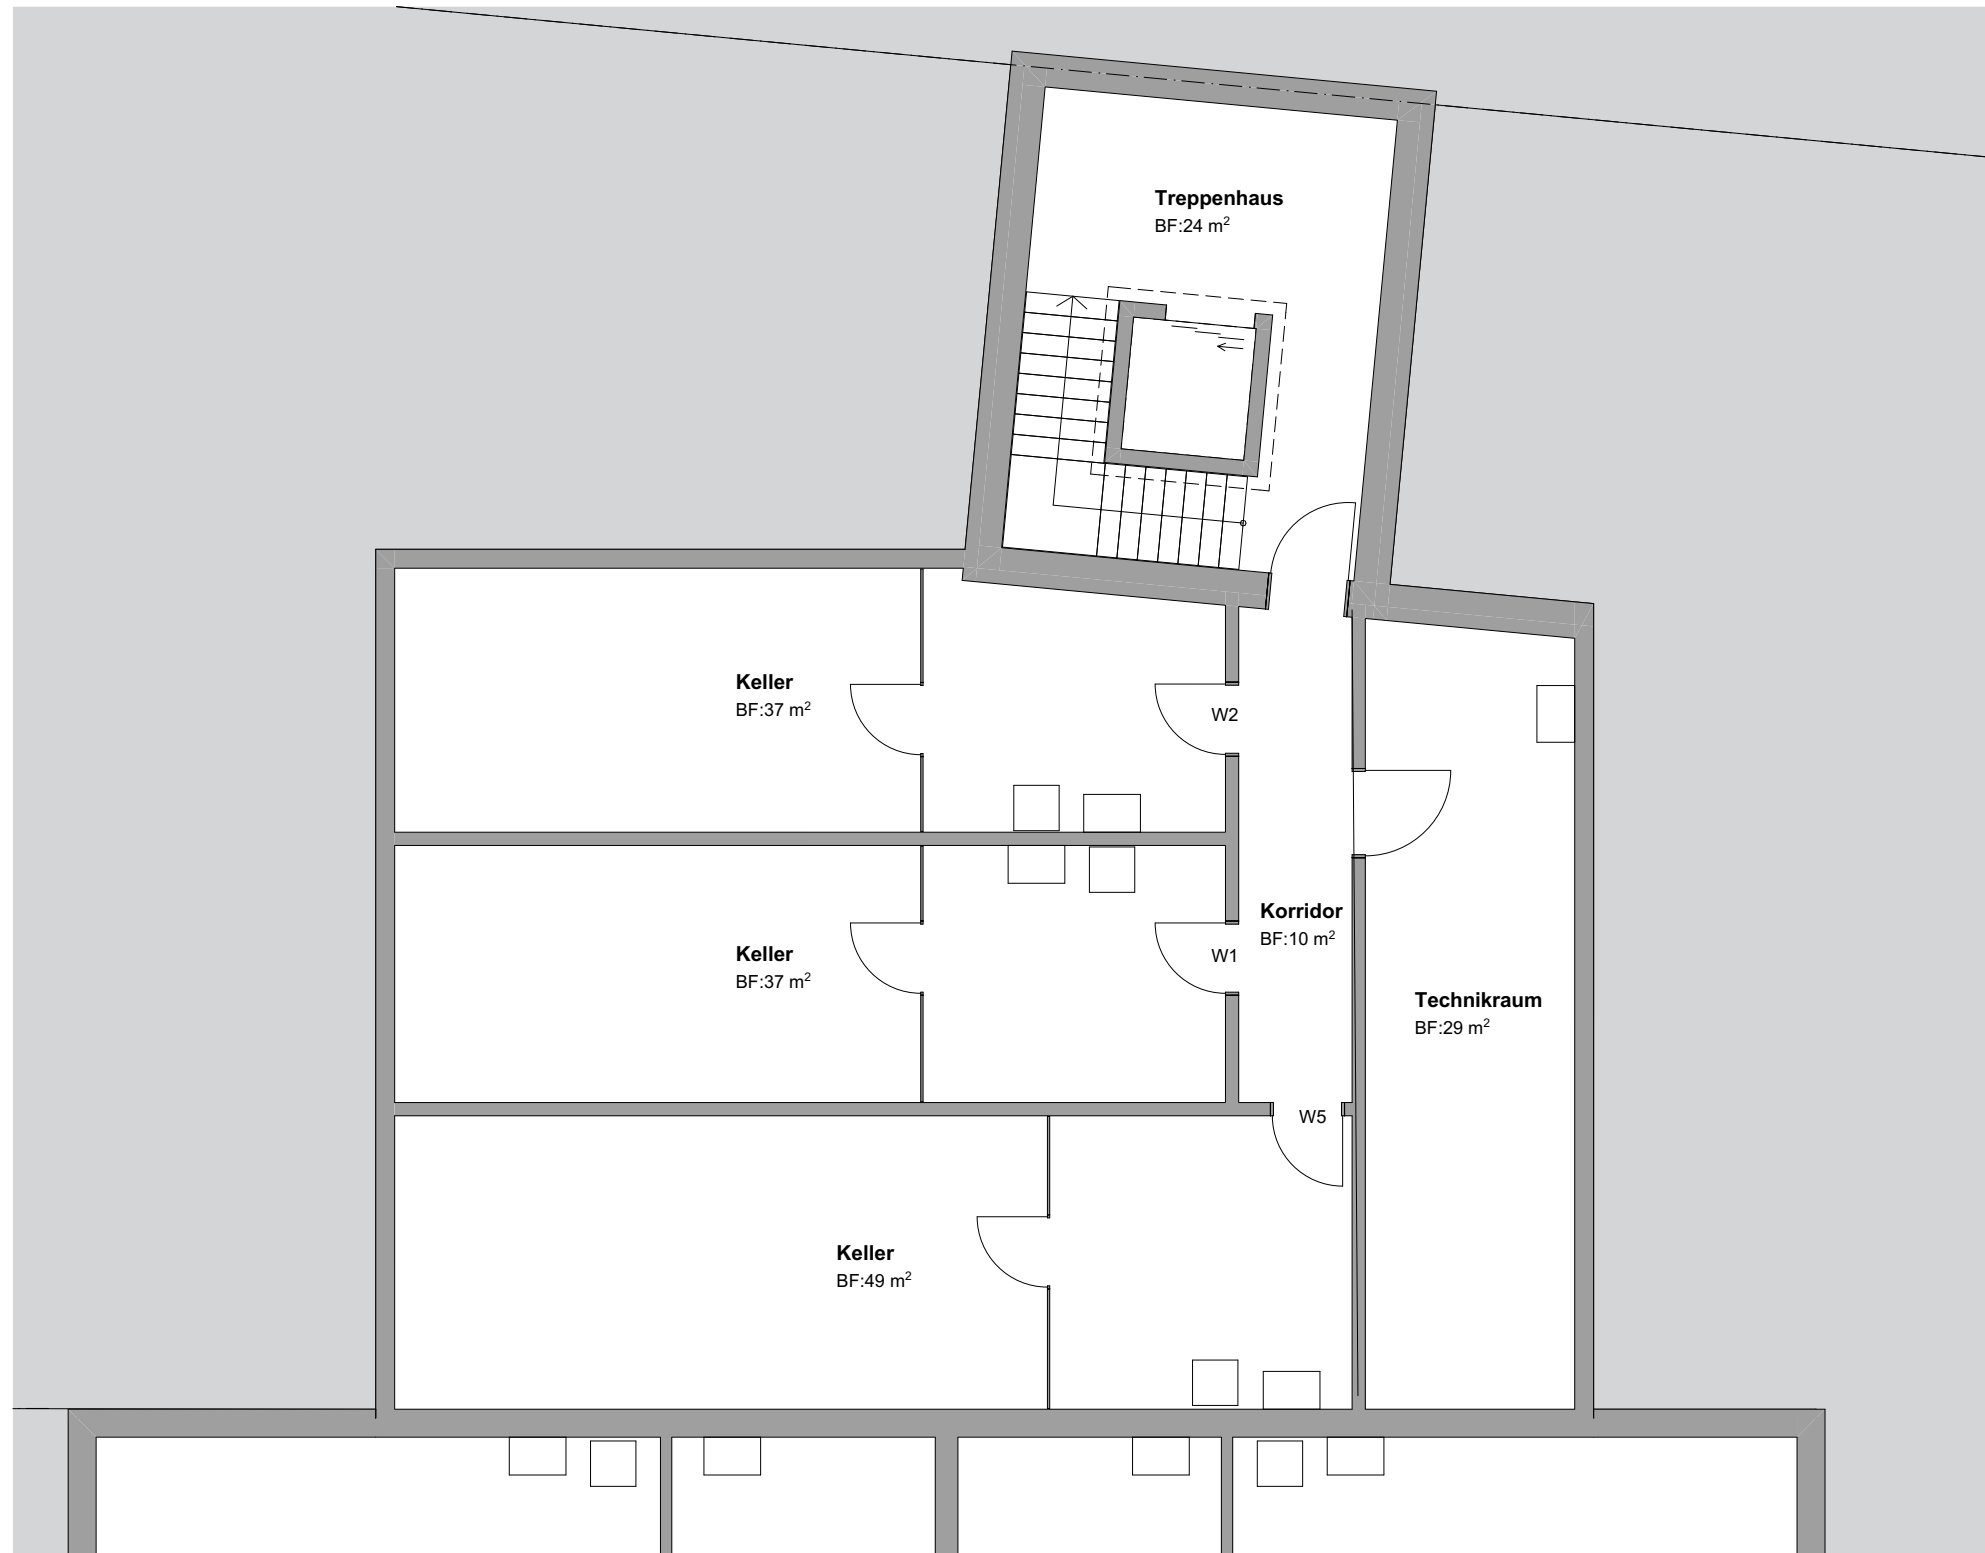 Treppenhaus
BF:24 m²
Keller
BF:37 m²
W2
Korridor
BF:10 m²
Keller
BF:37 m²
W1
Technikraum
BF:29 m²
W5
Keller
BF:49 m²